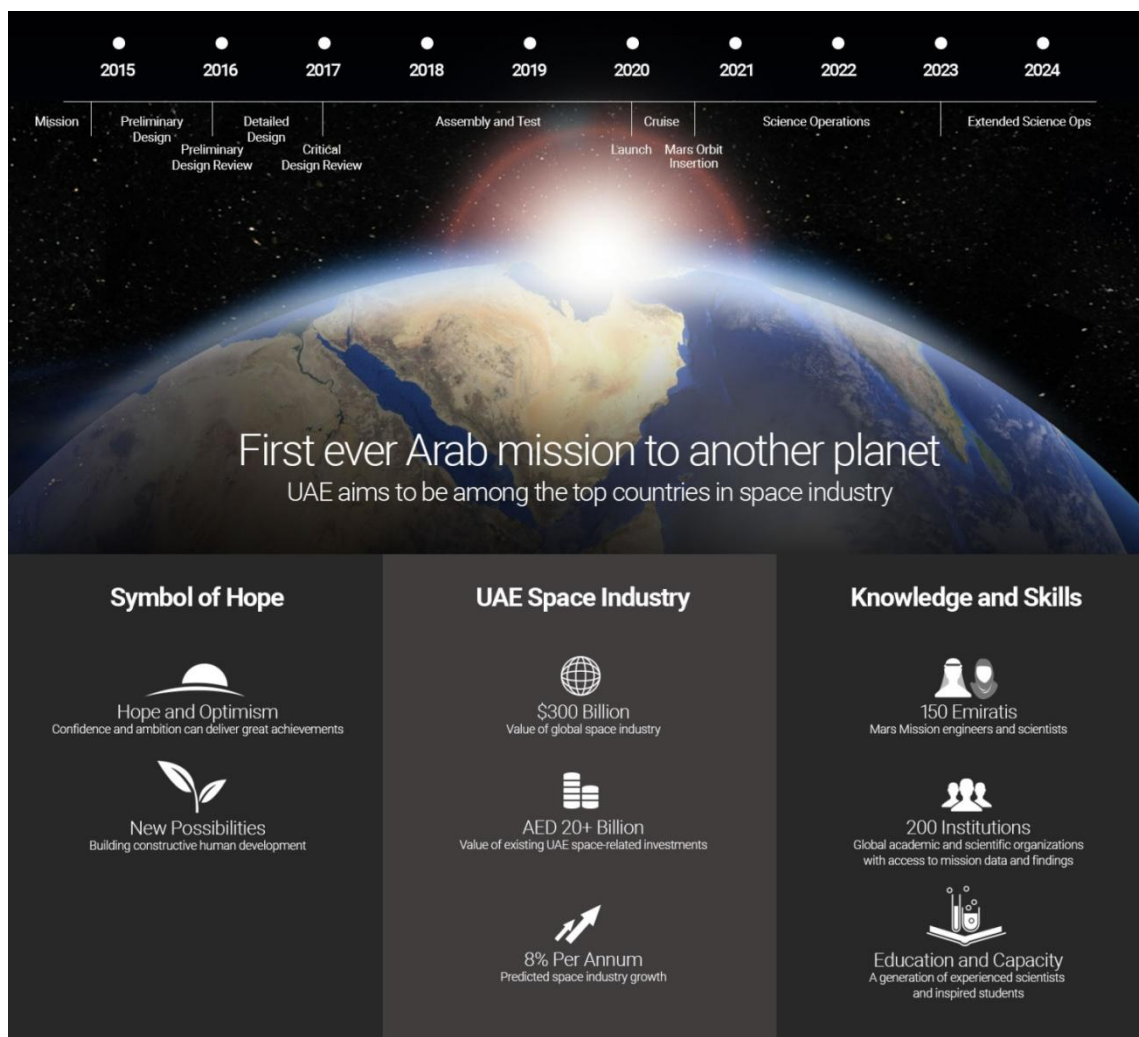 2015 2016 2017 2018 2019 2020 2021 2022 2023 2024
Mission Preliminary Detailed Assembly and Test Cruise Science Operations Extended Science Ops
Design Design
Preliminary Critical Launch Mars Orbit
Design Review Design Review Insertion
First ever Arab mission to another planet
UAE aims to be among the top countries in space industry
Symbol of Hope
Hope and Optimism
Confidence and ambition can deliver great achievements
New Possibilities
Building constructive human development
UAE Space Industry
$300 Billion
Value of global space industry
AED 20+ Billion
Value of existing UAE space-related investments
8% Per Annum
Predicted space industry growth
Knowledge and Skills
150 Emiratis
Mars Mission engineers and scientists
200 Institutions
Global academic and scientific organizations
with access to mission data and findings
Education and Capacity
A generation of experienced scientists
and inspired students